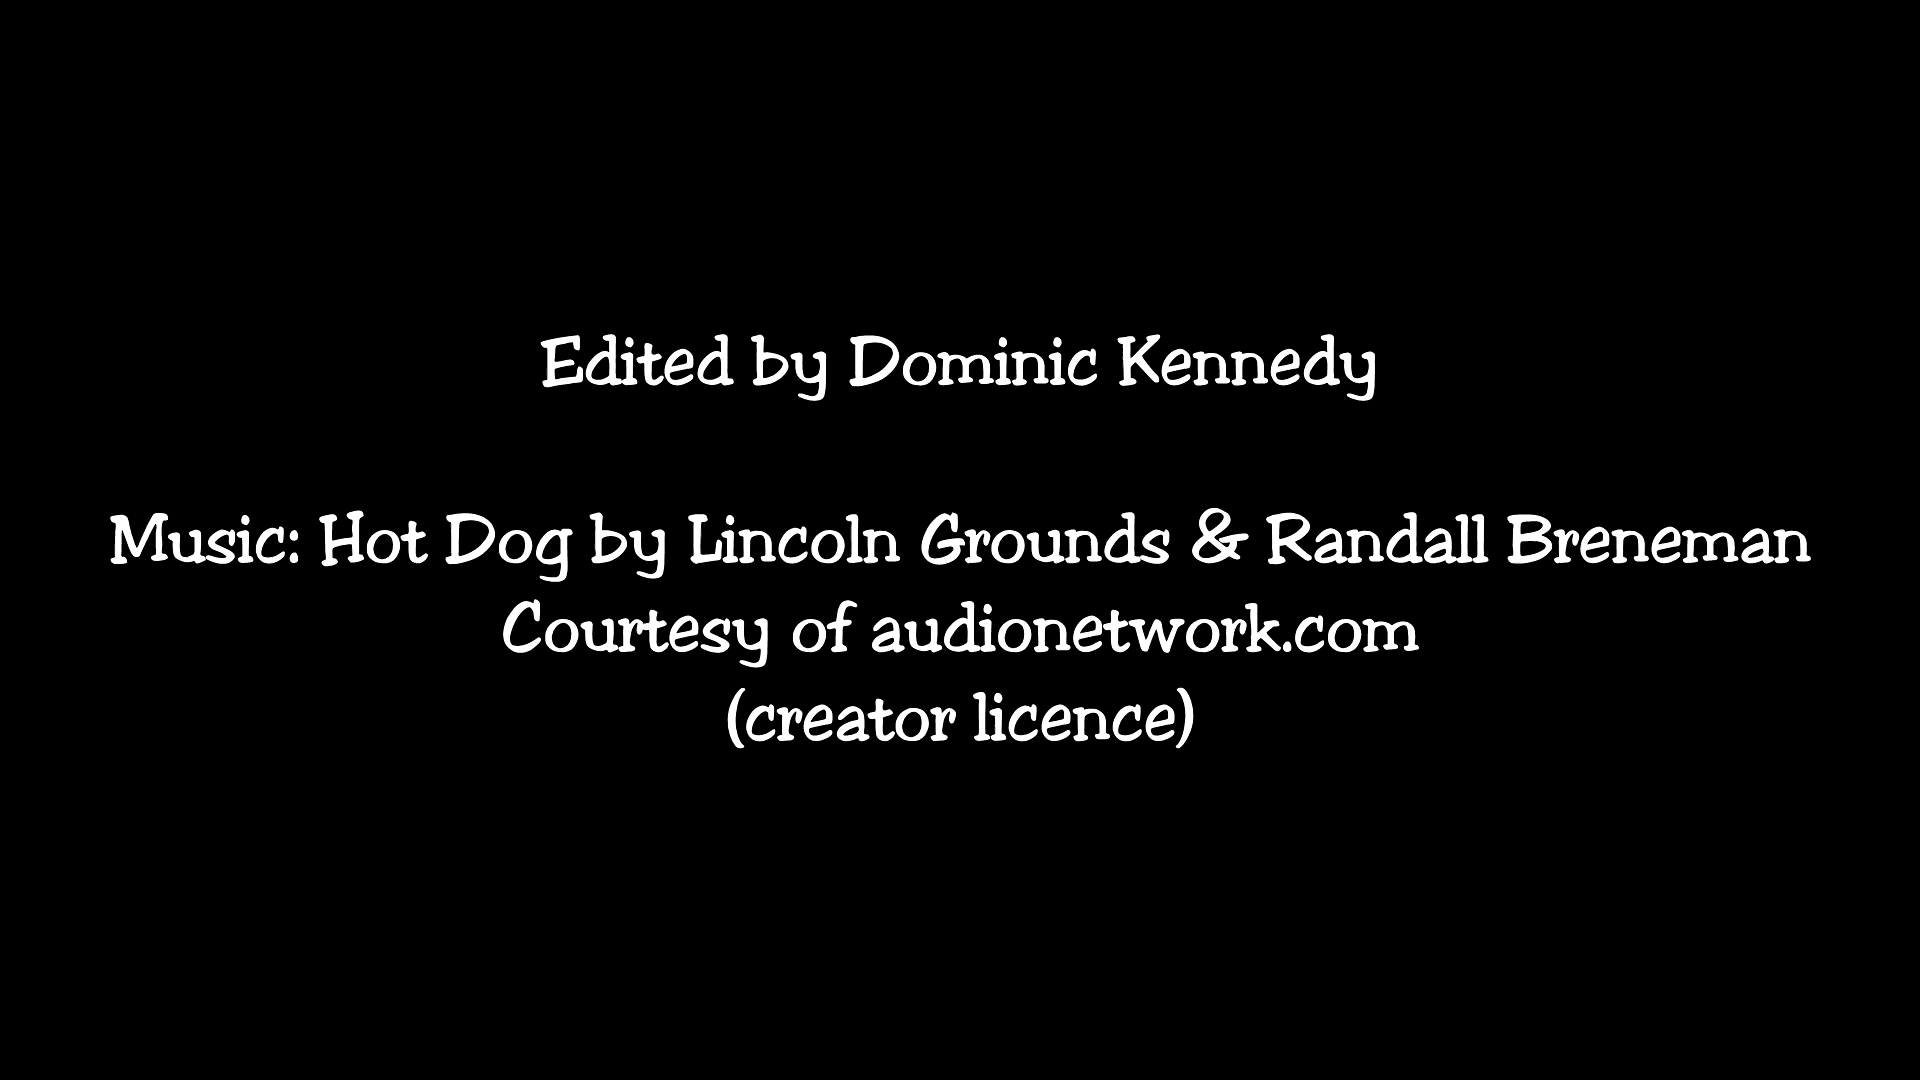 Edited by Dominic Kennedy
Music: Hot Dog by Lincoln Grounds & Randall Breneman
Courtesy of audionetwork.com
(creator licence)